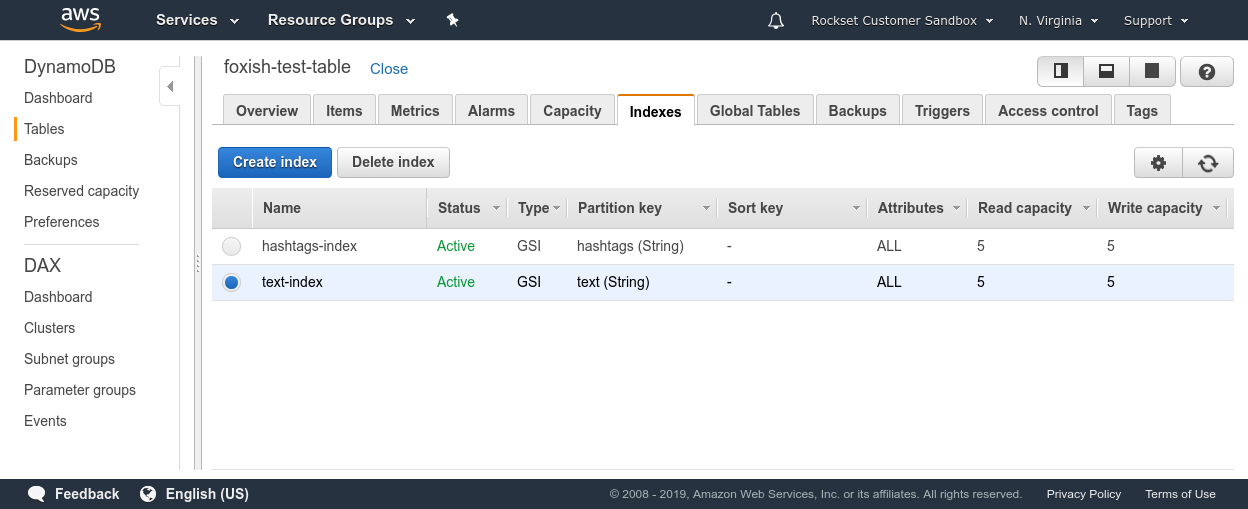 aws Services Resource Groups Rockset Customer Sandbox N. Virginia Support
DynamoDB
Dashboard
Tables
Backups
Reserved capacity
Preferences
DAX
Dashboard
Clusters
Subnet groups
Parameter groups
Events
foxish-test-table Close
Overview Items Metrics Alarms Capacity Indexes Global Tables Backups Triggers Access control Tags
Create index Delete index
Name Status Type Partition key Sort key Attributes Read capacity Write capacity
hashtags-index Active GSI hashtags (String) - ALL 5 5
text-index Active GSI text (String) - ALL 5 5
Feedback English (US) © 2008 - 2019, Amazon Web Services, Inc. or its affiliates. All rights reserved. Privacy Policy Terms of Use